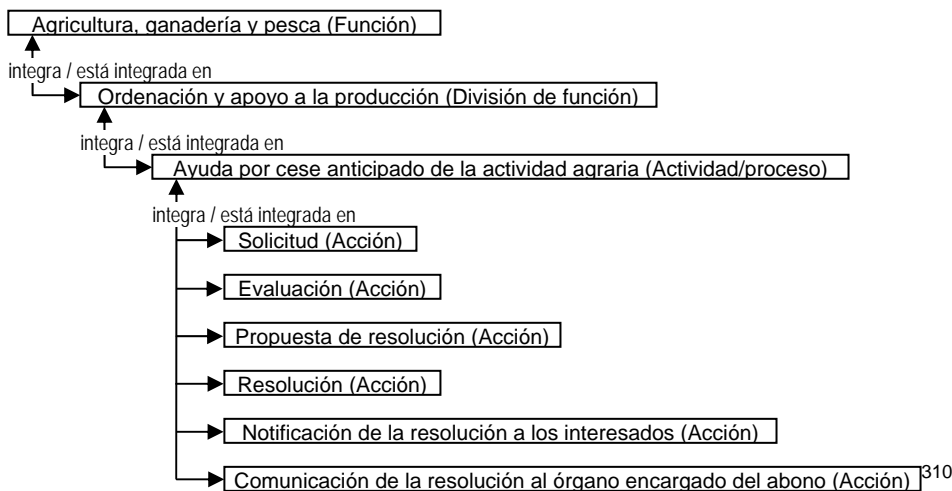 Agricultura, ganadería y pesca (Función)
integra / está integrada en
Ordenación y apoyo a la producción (División de función)
integra / está integrada en
Ayuda por cese anticipado de la actividad agraria (Actividad/proceso)
integra / está integrada en
Solicitud (Acción)
Evaluación (Acción)
Propuesta de resolución (Acción)
Resolución (Acción)
Notificación de la resolución a los interesados (Acción)
Comunicación de la resolución al órgano encargado del abono (Acción) 310